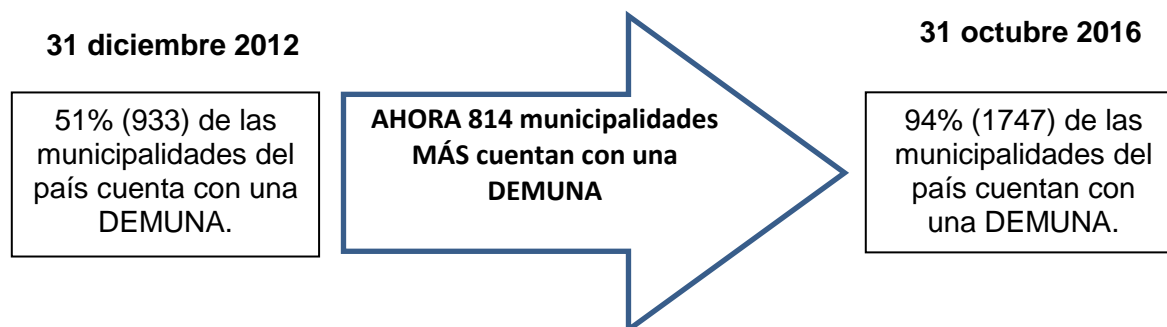 31 diciembre 2012
51% (933) de las
municipalidades del
país cuenta con una
DEMUNA.
AHORA 814 municipalidades
MÁS cuentan con una
DEMUNA
31 octubre 2016
94% (1747) de las
municipalidades del
país cuentan con
una DEMUNA.